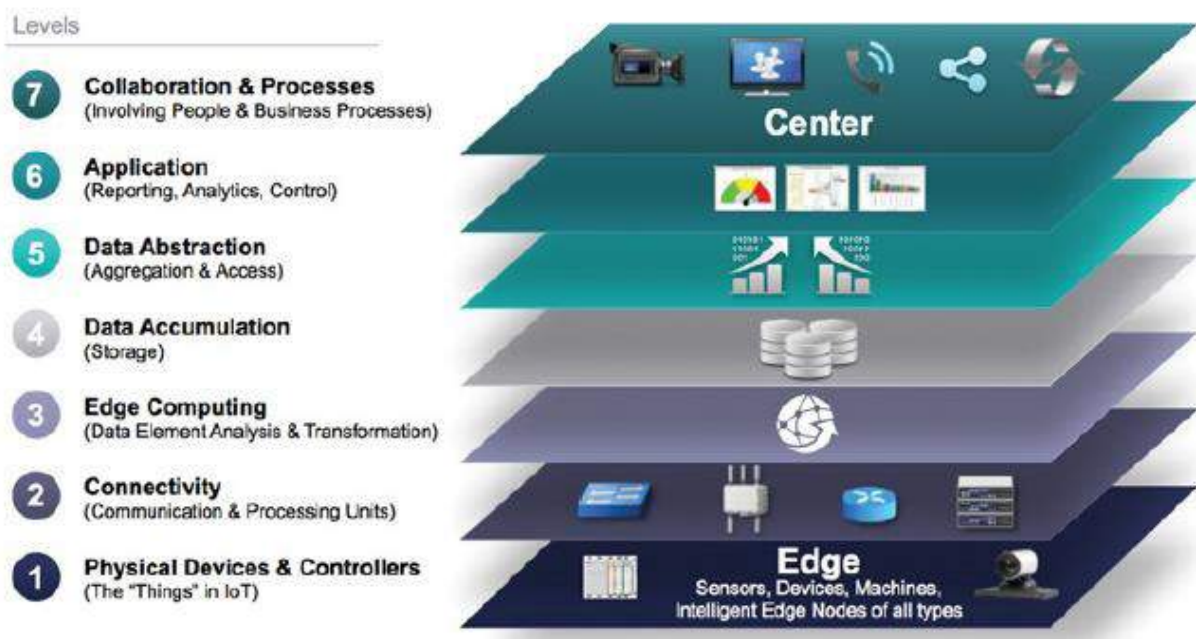 Levels
7
Collaboration & Processes
(Involving People & Business Processes)
6
Application
(Reporting, Analytics, Control)
5
Data Abstraction
(Aggregation & Access)
4
Data Accumulation
(Storage)
3
Edge Computing
(Data Element Analysis & Transformation)
2
Connectivity
(Communication & Processing Units)
1
Physical Devices & Controllers
(The "Things" in IoT)
Center
Edge
Sensors, Devices, Machines,
Intelligent Edge Nodes of all types